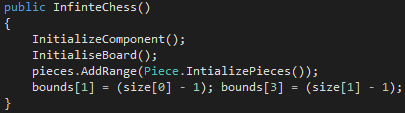 public InfinteChess()
{
InitializeComponent();
InitialiseBoard();
pieces.AddRange(Piece.IntializePieces());
bounds[1] = (size[0] - 1); bounds[3] = (size[1] - 1);
}